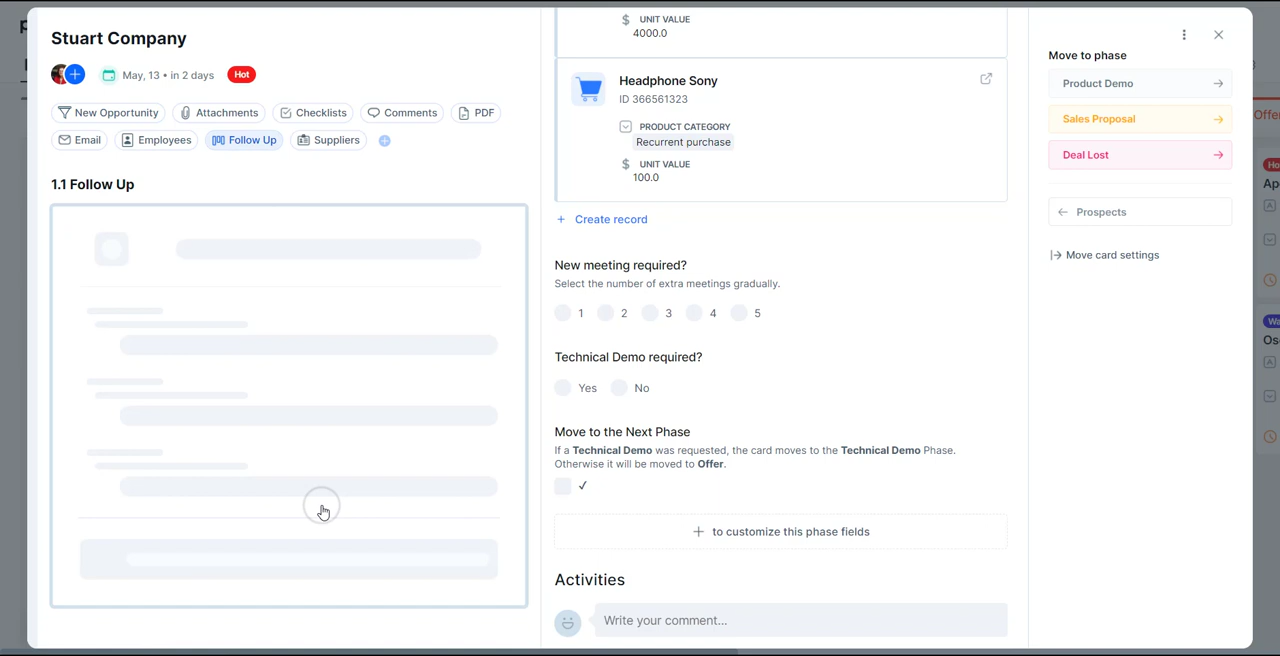 Stuart Company
May, 13 • in 2 days
Hot
New Opportunity
Attachments
Checklists
Comments
PDF
Email
Employees
Follow Up
Suppliers
1.1 Follow Up
$ UNIT VALUE
4000.0
Headphone Sony
ID 366561323
PRODUCT CATEGORY
Recurrent purchase
$ UNIT VALUE
100.0
+ Create record
New meeting required?
Select the number of extra meetings gradually.
1 2 3 4 5
Technical Demo required?
Yes No
Move to the Next Phase
If a Technical Demo was requested, the card moves to the Technical Demo Phase.
Otherwise it will be moved to Offer.
✓
+ to customize this phase fields
Activities
Write your comment...
Move to phase
Product Demo →
Sales Proposal →
Deal Lost →
← Prospects
Move card settings
Offer